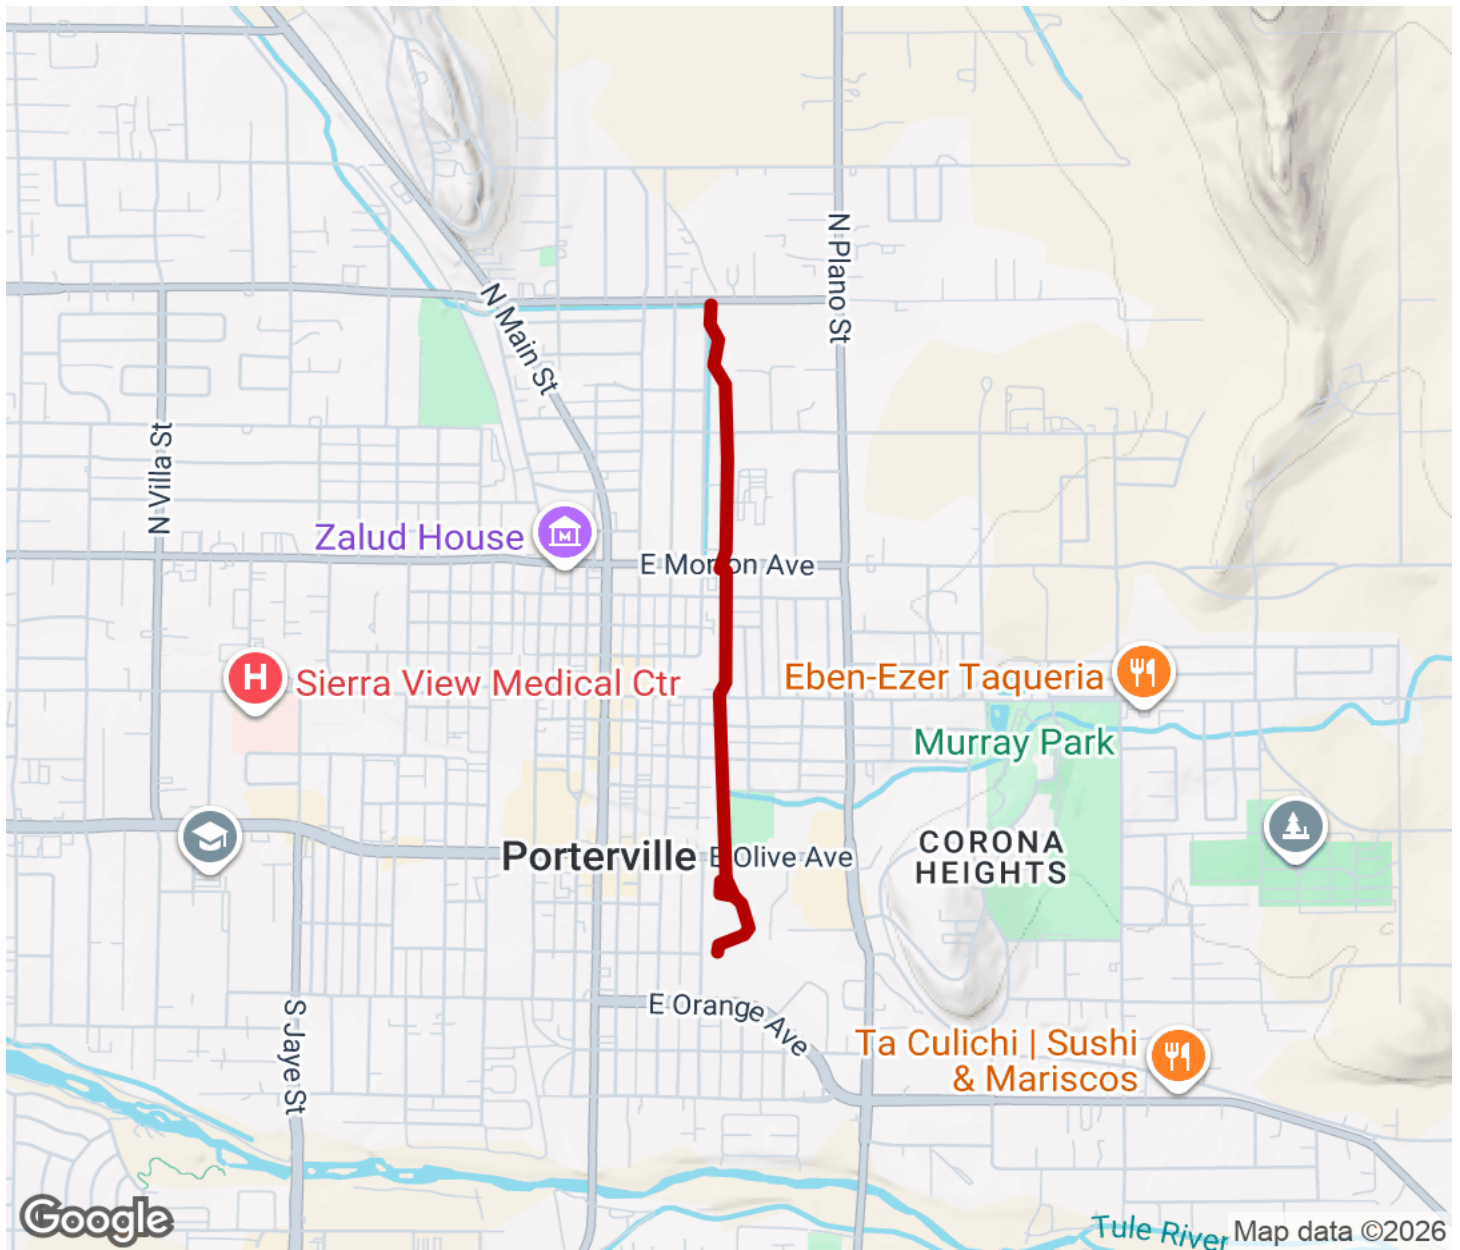 N Plano St
N Main St
N Villa St
Zalud House
M
E Morton Ave
H
Sierra View Medical Ctr
Eben-Ezer Taqueria
Murray Park
Porterville
E Olive Ave
CORONA
HEIGHTS
E Orange Ave
S Jaye St
Ta Culichi | Sushi
& Mariscos
Tule River
Google
Map data ©2026